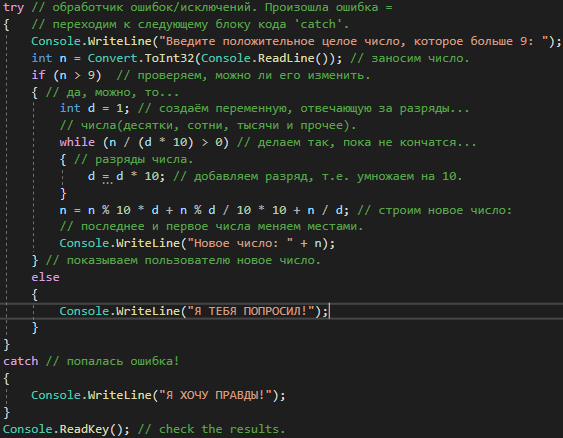 try // обработчик ошибок/исключений. Произошла ошибка =
{ // переходим к следующему блоку кода 'catch'.
Console.WriteLine("Введите положительное целое число, которое больше 9: ");
int n = Convert.ToInt32(Console.ReadLine()); // заносим число.
if (n > 9) // проверяем, можно ли его изменить.
{ // да, можно, то...
int d = 1; // создаём переменную, отвечающую за разряды...
// числа(десятки, сотни, тысячи и прочее).
while (n / (d * 10) > 0) // делаем так, пока не кончатся...
{ // разряды числа.
d = d * 10; // добавляем разряд, т.е. умножаем на 10.
}
n = n % 10 * d + n % d / 10 * 10 + n / d; // строим новое число:
// последнее и первое числа меняем местами.
Console.WriteLine("Новое число: " + n);
} // показываем пользователю новое число.
else
{
Console.WriteLine("Я ТЕБЯ ПОПРОСИЛ!");
}
}
catch // попалась ошибка!
{
Console.WriteLine("Я ХОЧУ ПРАВДЫ!");
}
Console.ReadKey(); // check the results.